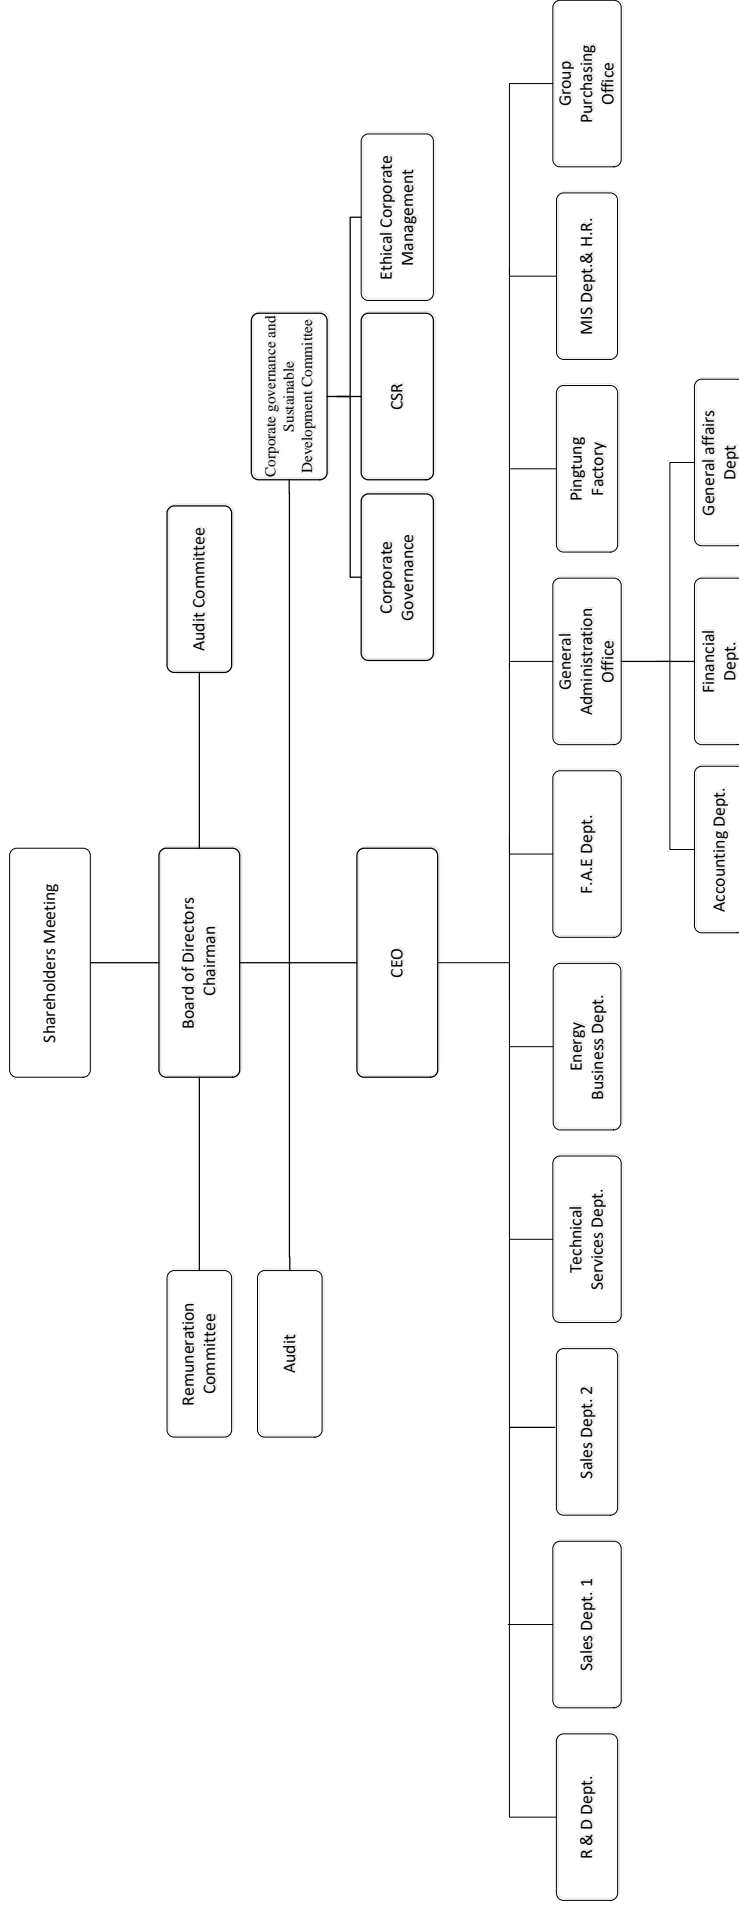 Shareholders Meeting
Remuneration
Committee
Board of Directors
Chairman
Audit Committee
Audit
Corporate governance and
Sustainable
Development Committee
CEO
Corporate
Governance
CSR
Ethical Corporate
Management
R & D Dept.
Sales Dept. 1
Sales Dept. 2
Technical
Services Dept.
Energy
Business Dept.
F.A.E Dept.
General
Administration
Office
Pingtung
Factory
MIS Dept.& H.R.
Group
Purchasing
Office
Accounting Dept.
Financial
Dept.
General affairs
Dept